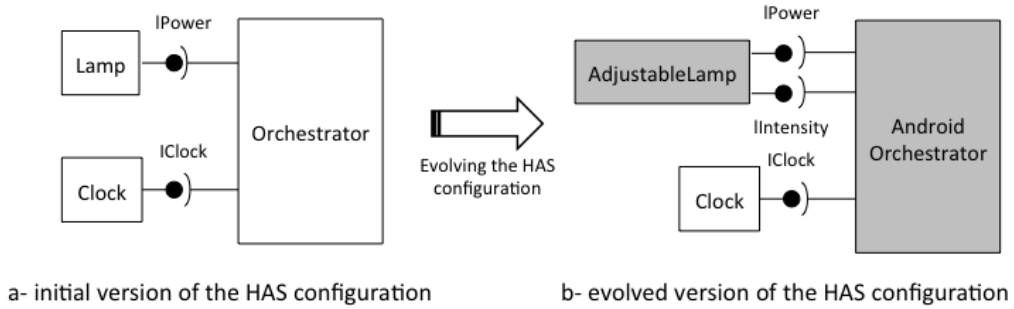 IPower
Lamp
Orchestrator
IClock
Clock
Evolving the HAS
configuration
IPower
AdjustableLamp
IIntensity
Android
Orchestrator
IClock
Clock
a- initial version of the HAS configuration
b- evolved version of the HAS configuration